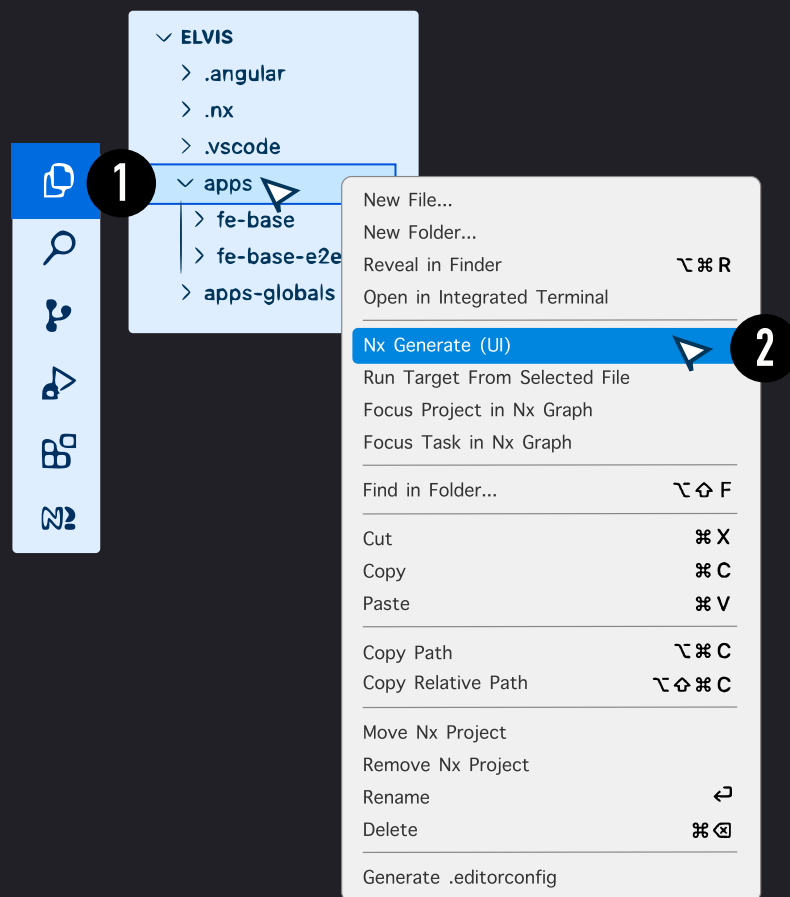 ELVIS
.angular
.nx
.vscode
1
apps
fe-base
fe-base-e2e
apps-globals
New File...
New Folder...
Reveal in Finder ⌥⌘R
Open in Integrated Terminal
Nx Generate (UI)
2
Run Target From Selected File
Focus Project in Nx Graph
Focus Task in Nx Graph
Find in Folder... ⌥⇧F
Cut ⌘X
Copy ⌘C
Paste ⌘V
Copy Path ⌥⌘C
Copy Relative Path ⌥⇧⌘C
Move Nx Project
Remove Nx Project
Rename ⏎
Delete ⌘⌫
Generate .editorconfig